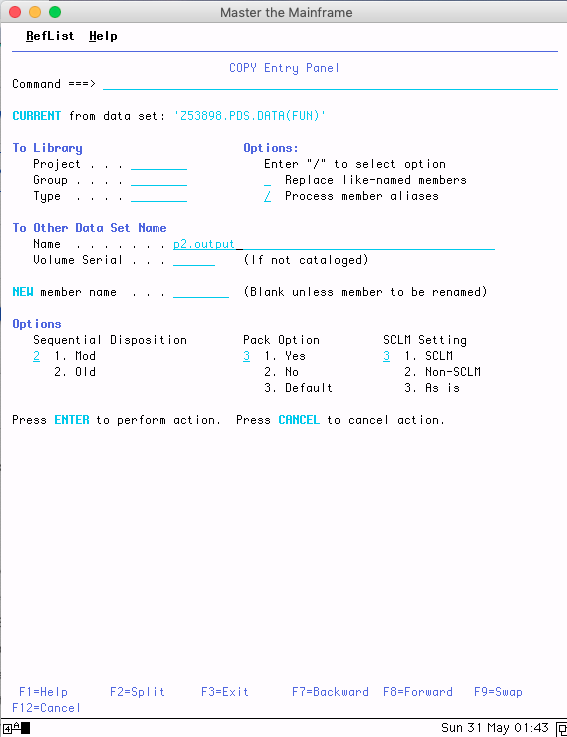 Master the Mainframe
RefList Help
COPY Entry Panel
Command ===>
CURRENT from data set: 'Z53898.PDS.DATA(FUN)'
To Library Options:
Project . . . Enter "/" to select option
Group . . . . _ Replace like-named members
Type . . . . / Process member aliases
To Other Data Set Name
Name . . . . . . . p2.output
Volume Serial . . . (If not cataloged)
NEW member name . . . (Blank unless member to be renamed)
Options
Sequential Disposition Pack Option SCLM Setting
2 1. Mod 3 1. Yes 3 1. SCLM
2. Old 2. No 2. Non-SCLM
3. Default 3. As is
Press ENTER to perform action. Press CANCEL to cancel action.
F1=Help F2=Split F3=Exit F7=Backward F8=Forward F9=Swap
F12=Cancel
4 A Sun 31 May 01:43